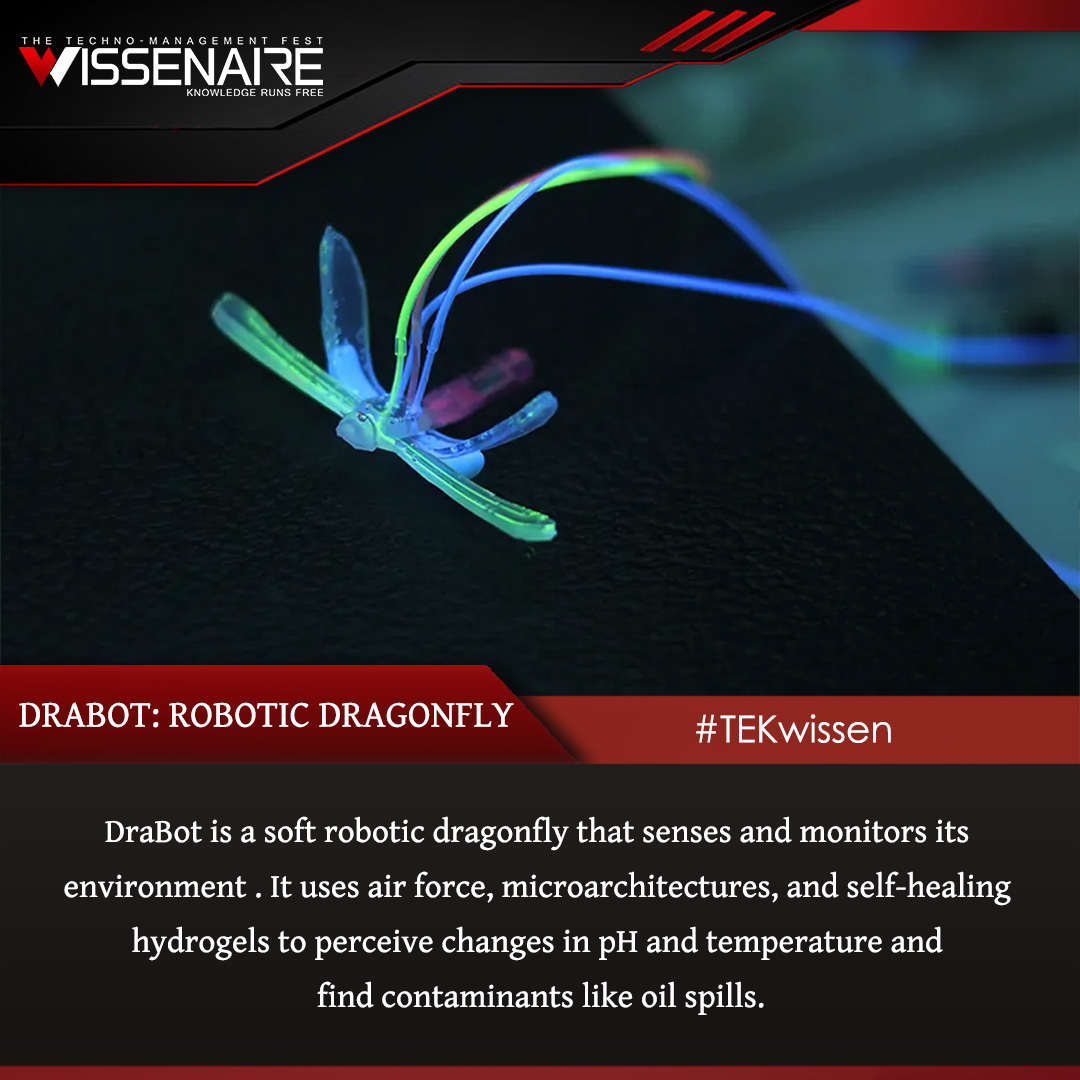 THE TECHNO-MANAGEMENT FEST
WISSENAIRE
KNOWLEDGE RUNS FREE
DRABOT: ROBOTIC DRAGONFLY
#TEKwissen
DraBot is a soft robotic dragonfly that senses and monitors its
environment . It uses air force, microarchitectures, and self-healing
hydrogels to perceive changes in pH and temperature and
find contaminants like oil spills.